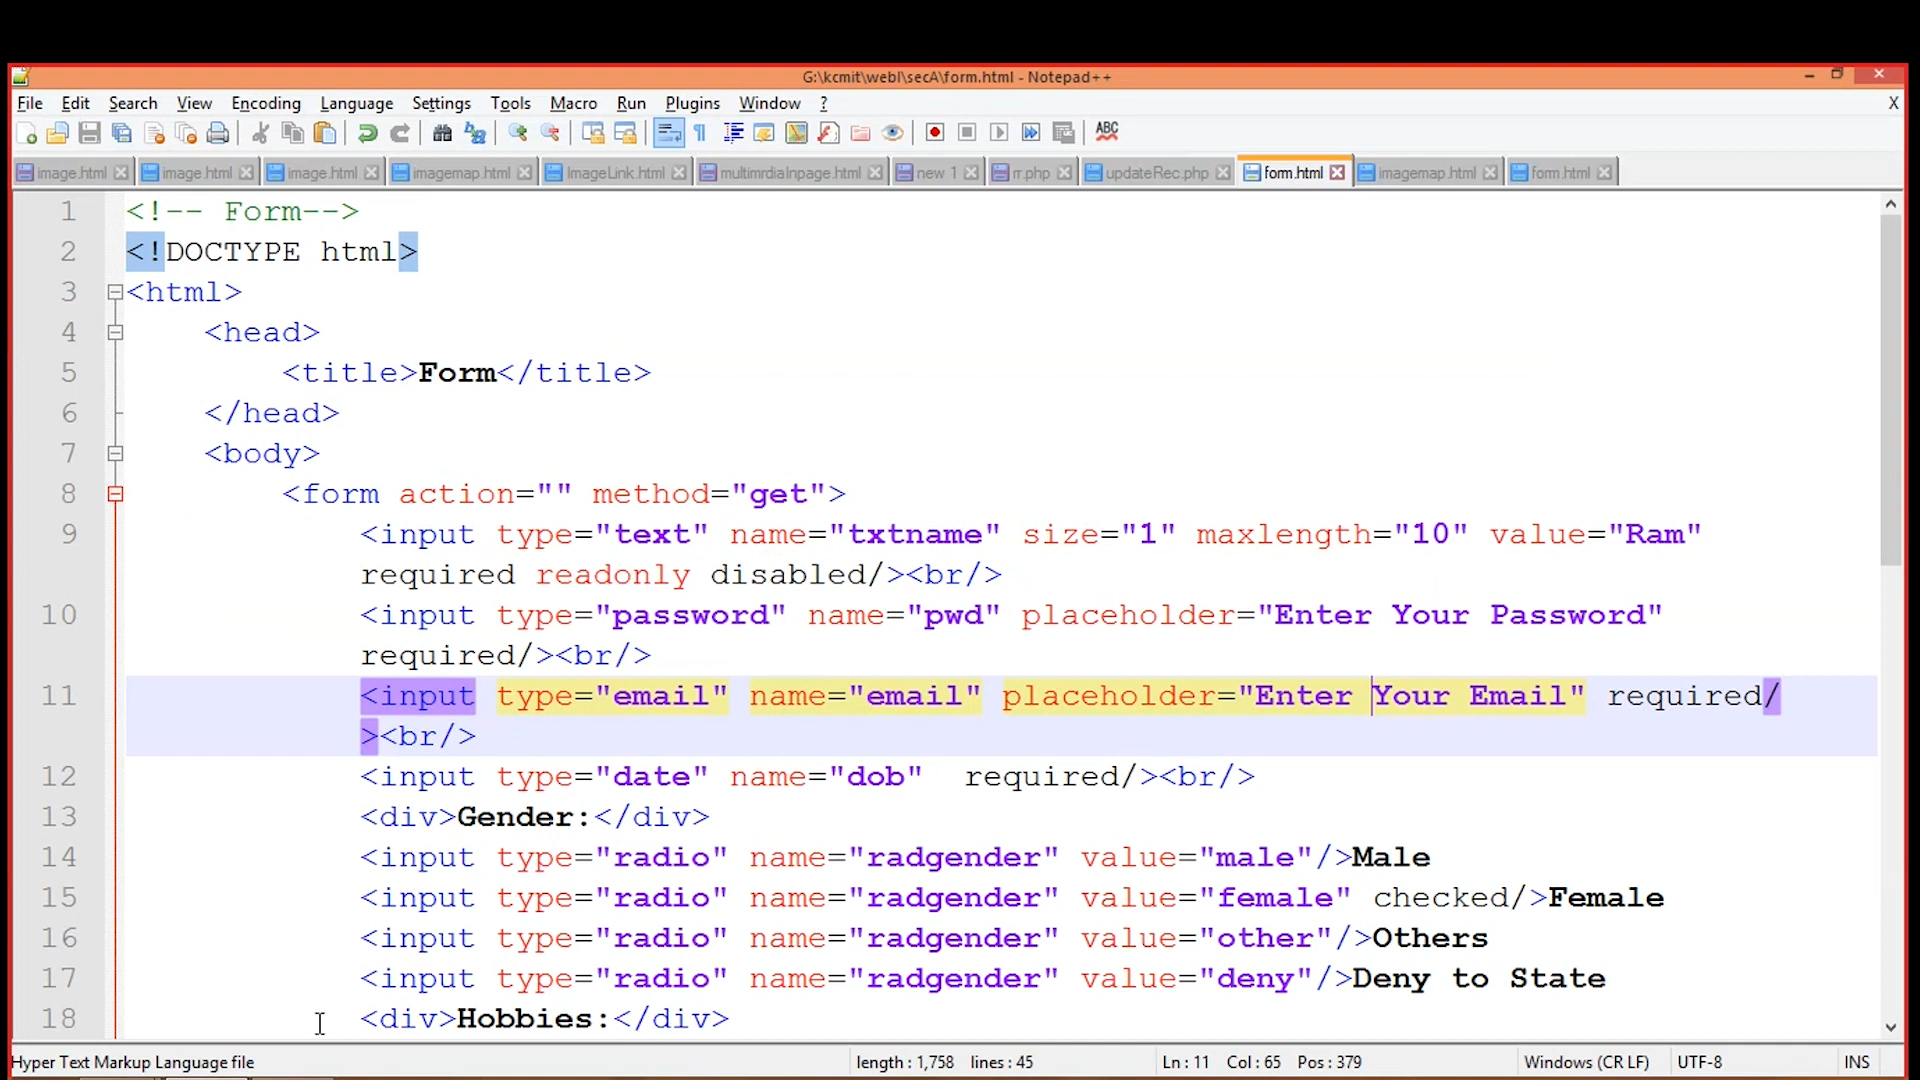 G:\kcmit\webI\secA\form.html - Notepad++
File Edit Search View Encoding Language Settings Tools Macro Run Plugins Window ? X
ABC
image.html image.html image.html imagemap.html ImageLink.html multimrdiaInpage.html new 1 rr.php updateRec.php form.html imagemap.html form.html
1 <!-- Form-->
2 <!DOCTYPE html>
3 <html>
4 <head>
5 <title>Form</title>
6 </head>
7 <body>
8 <form action="" method="get">
9 <input type="text" name="txtname" size="1" maxlength="10" value="Ram"
required readonly disabled/><br/>
10 <input type="password" name="pwd" placeholder="Enter Your Password"
required/><br/>
11 <input type="email" name="email" placeholder="Enter Your Email" required/
><br/>
12 <input type="date" name="dob"  required/><br/>
13 <div>Gender:</div>
14 <input type="radio" name="radgender" value="male"/>Male
15 <input type="radio" name="radgender" value="female" checked/>Female
16 <input type="radio" name="radgender" value="other"/>Others
17 <input type="radio" name="radgender" value="deny"/>Deny to State
18 <div>Hobbies:</div>
Hyper Text Markup Language file length : 1,758 lines : 45 Ln : 11 Col : 65 Pos : 379 Windows (CR LF) UTF-8 INS